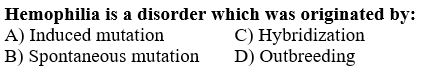 Hemophilia is a disorder which was originated by:
A) Induced mutation C) Hybridization
B) Spontaneous mutation D) Outbreeding